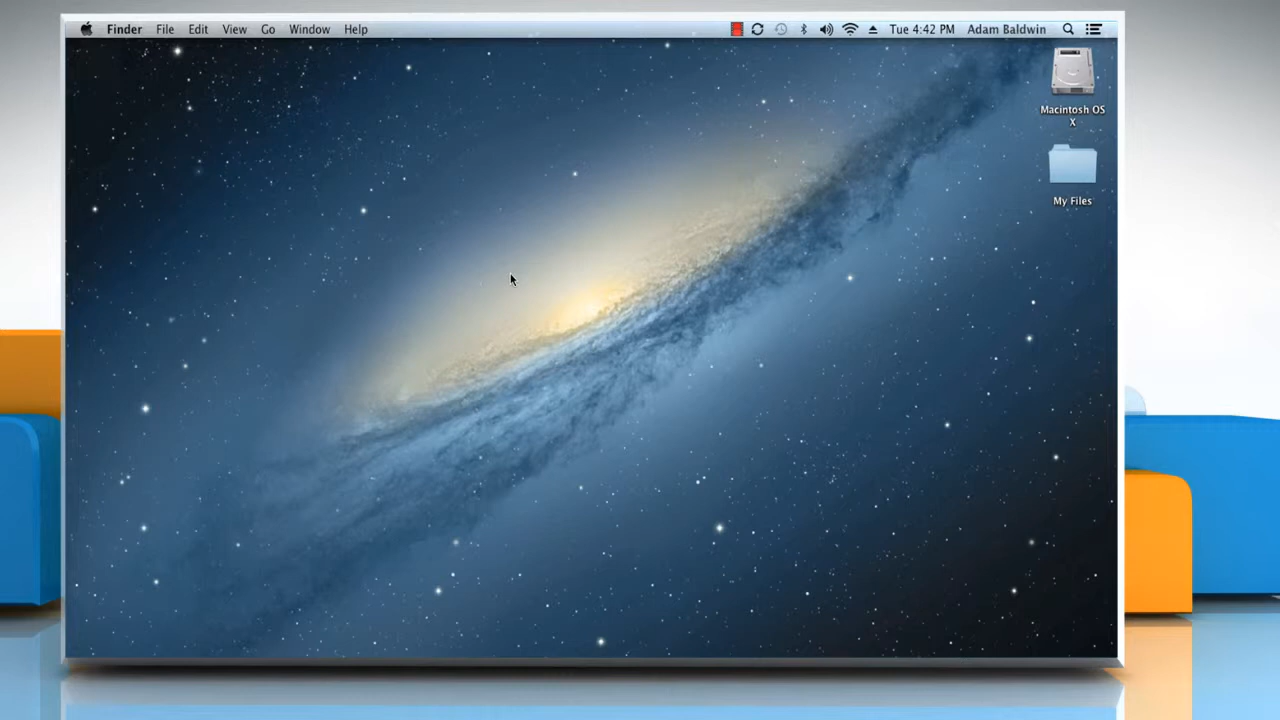 Finder File Edit View Go Window Help Tue 4:42 PM Adam Baldwin
Macintosh OS
X
My Files